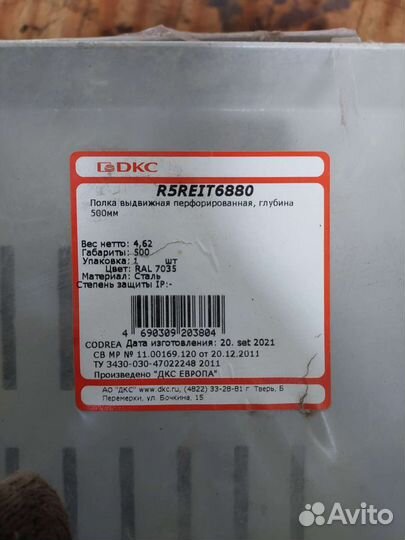 DKC
R5REIT6880
Полка выдвижная перфорированная, глубина
500мм
Вес нетто: 4,62
Габариты: 500
Упаковка: 1 шт
Цвет: RAL 7035
Материал: Сталь
Степень защиты IP:-
4 690309 203804
CODREA Дата изготовления: 20. set 2021
СВ МР № 11.00169.120 от 20.12.2011
ТУ 3430-030-47022248 2011
Произведено "ДКС ЕВРОПА"
АО "ДКС" www.dkc.ru, (4822) 33-28-81 г Тверь, Б
Перемерки, ул. Бочкина, 15
Avito